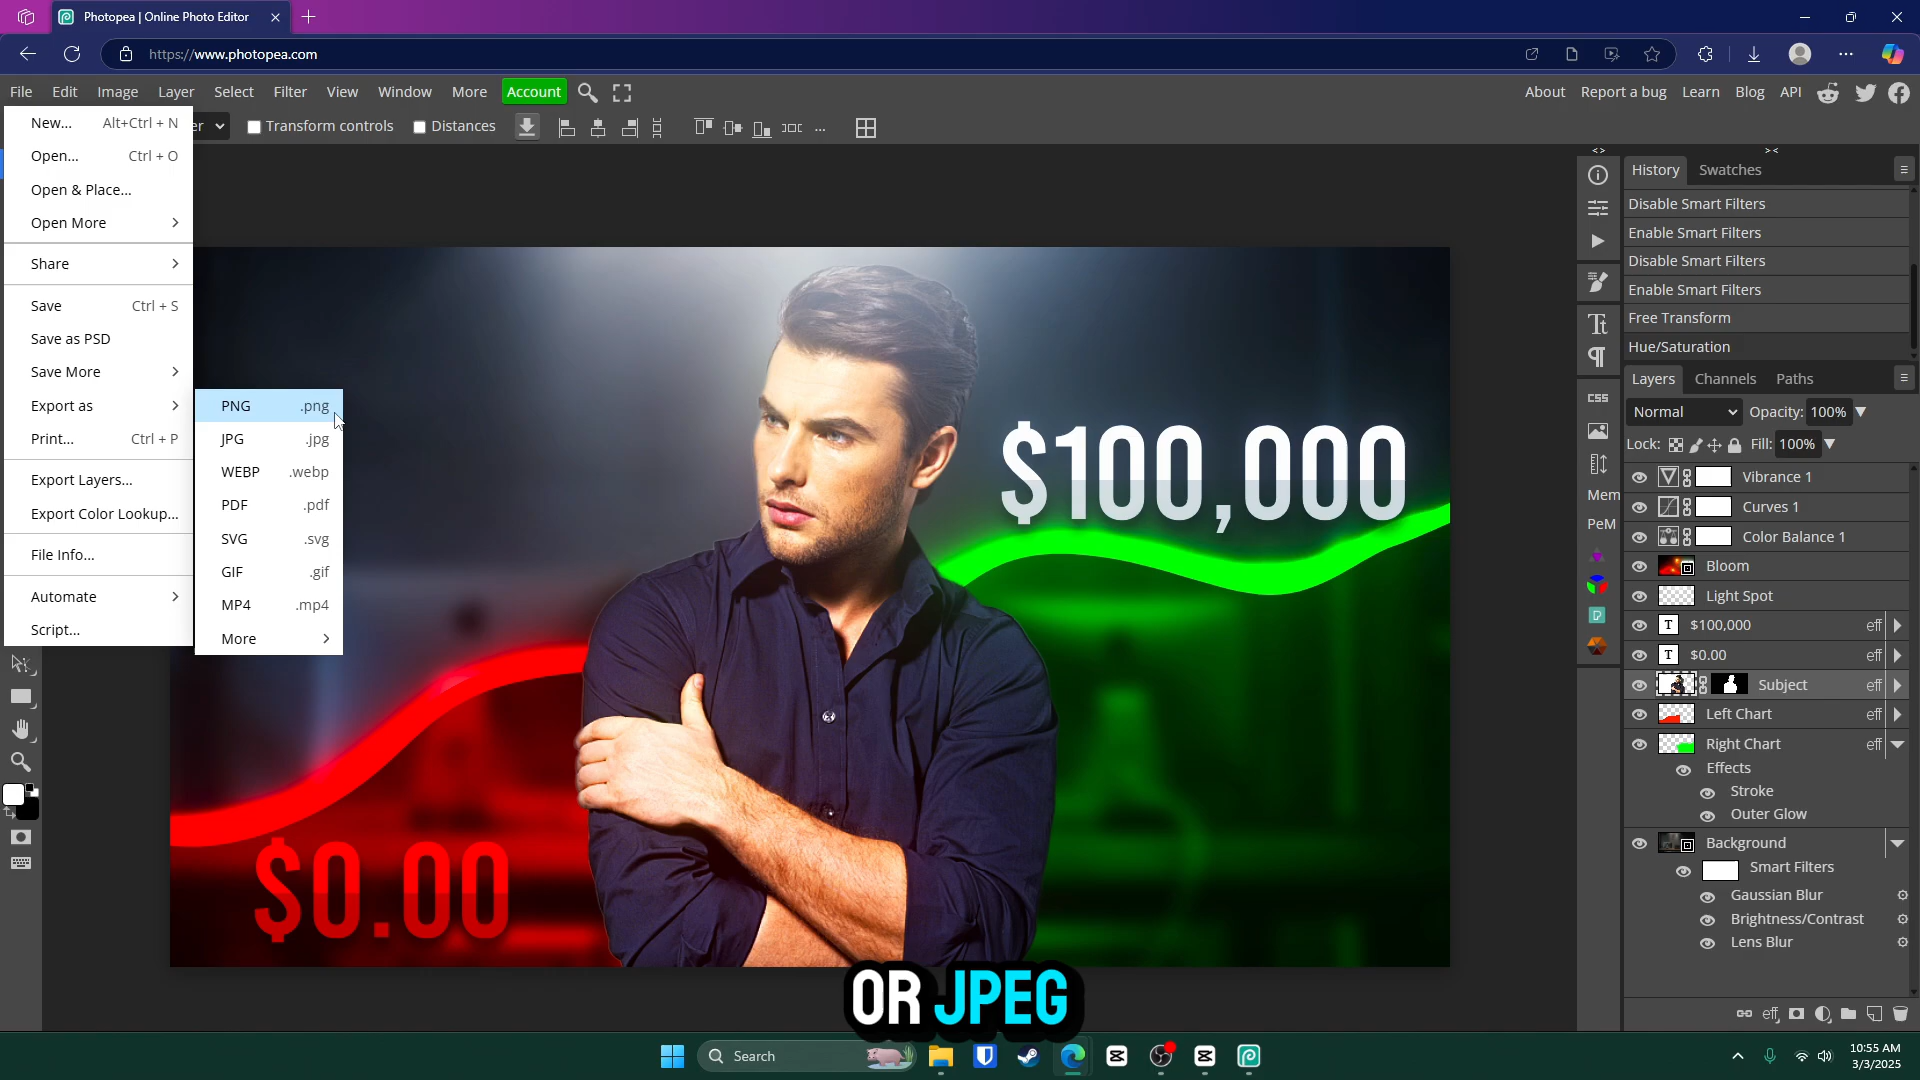 Photopea | Online Photo Editor
https://www.photopea.com
File Edit Image Layer Select Filter View Window More Account
About Report a bug Learn Blog API
er Transform controls Distances ...
New... Alt+Ctrl + N
Open... Ctrl + O
Open & Place...
Open More
Share
Save Ctrl + S
Save as PSD
Save More
Export as
Print... Ctrl + P
Export Layers...
Export Color Lookup...
File Info...
Automate
Script...
PNG .png
JPG .jpg
WEBP .webp
PDF .pdf
SVG .svg
GIF .gif
MP4 .mp4
More
$100,000
$0.00
OR JPEG
CSS
Mem
PeM
History Swatches
Disable Smart Filters
Enable Smart Filters
Disable Smart Filters
Enable Smart Filters
Free Transform
Hue/Saturation
Layers Channels Paths
Normal Opacity: 100%
Lock: Fill: 100%
Vibrance 1
Curves 1
Color Balance 1
Bloom
Light Spot
T $100,000 eff
T $0.00 eff
Subject eff
Left Chart eff
Right Chart eff
Effects
Stroke
Outer Glow
Background
Smart Filters
Gaussian Blur
Brightness/Contrast
Lens Blur
eff
Search
10:55 AM
3/3/2025